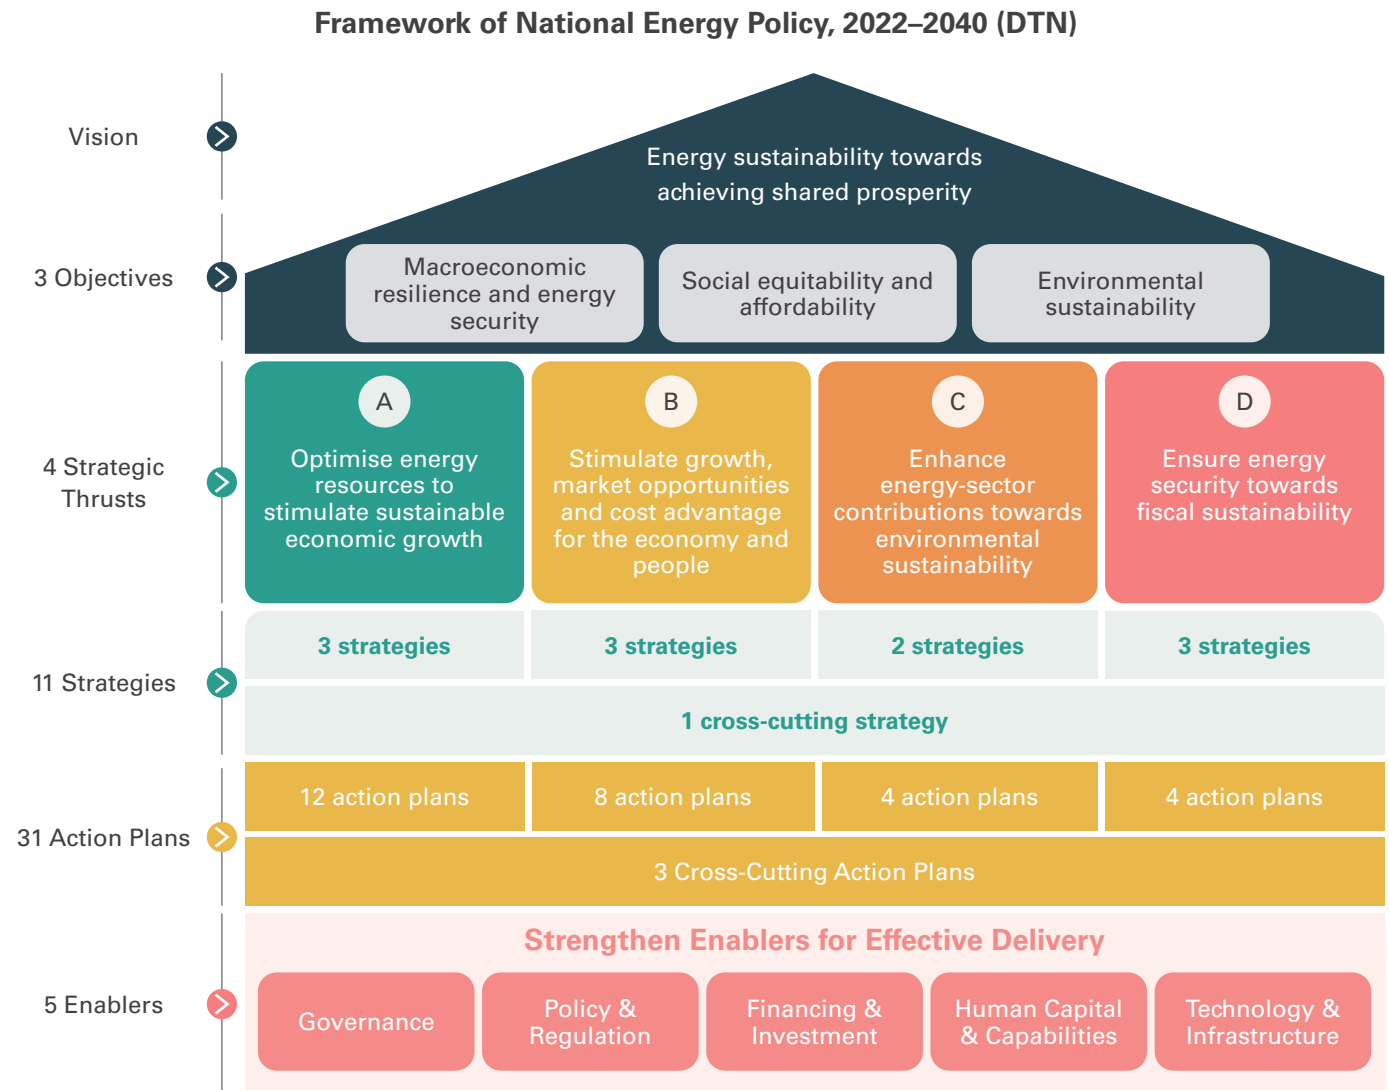 Framework of National Energy Policy, 2022–2040 (DTN)
Vision
Energy sustainability towards
achieving shared prosperity
3 Objectives
Macroeconomic
resilience and energy
security
Social equitability and
affordability
Environmental
sustainability
4 Strategic
Thrusts
A
Optimise energy
resources to
stimulate sustainable
economic growth
B
Stimulate growth,
market opportunities
and cost advantage
for the economy and
people
C
Enhance
energy-sector
contributions towards
environmental
sustainability
D
Ensure energy
security towards
fiscal sustainability
11 Strategies
3 strategies
3 strategies
2 strategies
3 strategies
1 cross-cutting strategy
31 Action Plans
12 action plans
8 action plans
4 action plans
4 action plans
3 Cross-Cutting Action Plans
5 Enablers
Strengthen Enablers for Effective Delivery
Governance
Policy &
Regulation
Financing &
Investment
Human Capital
& Capabilities
Technology &
Infrastructure